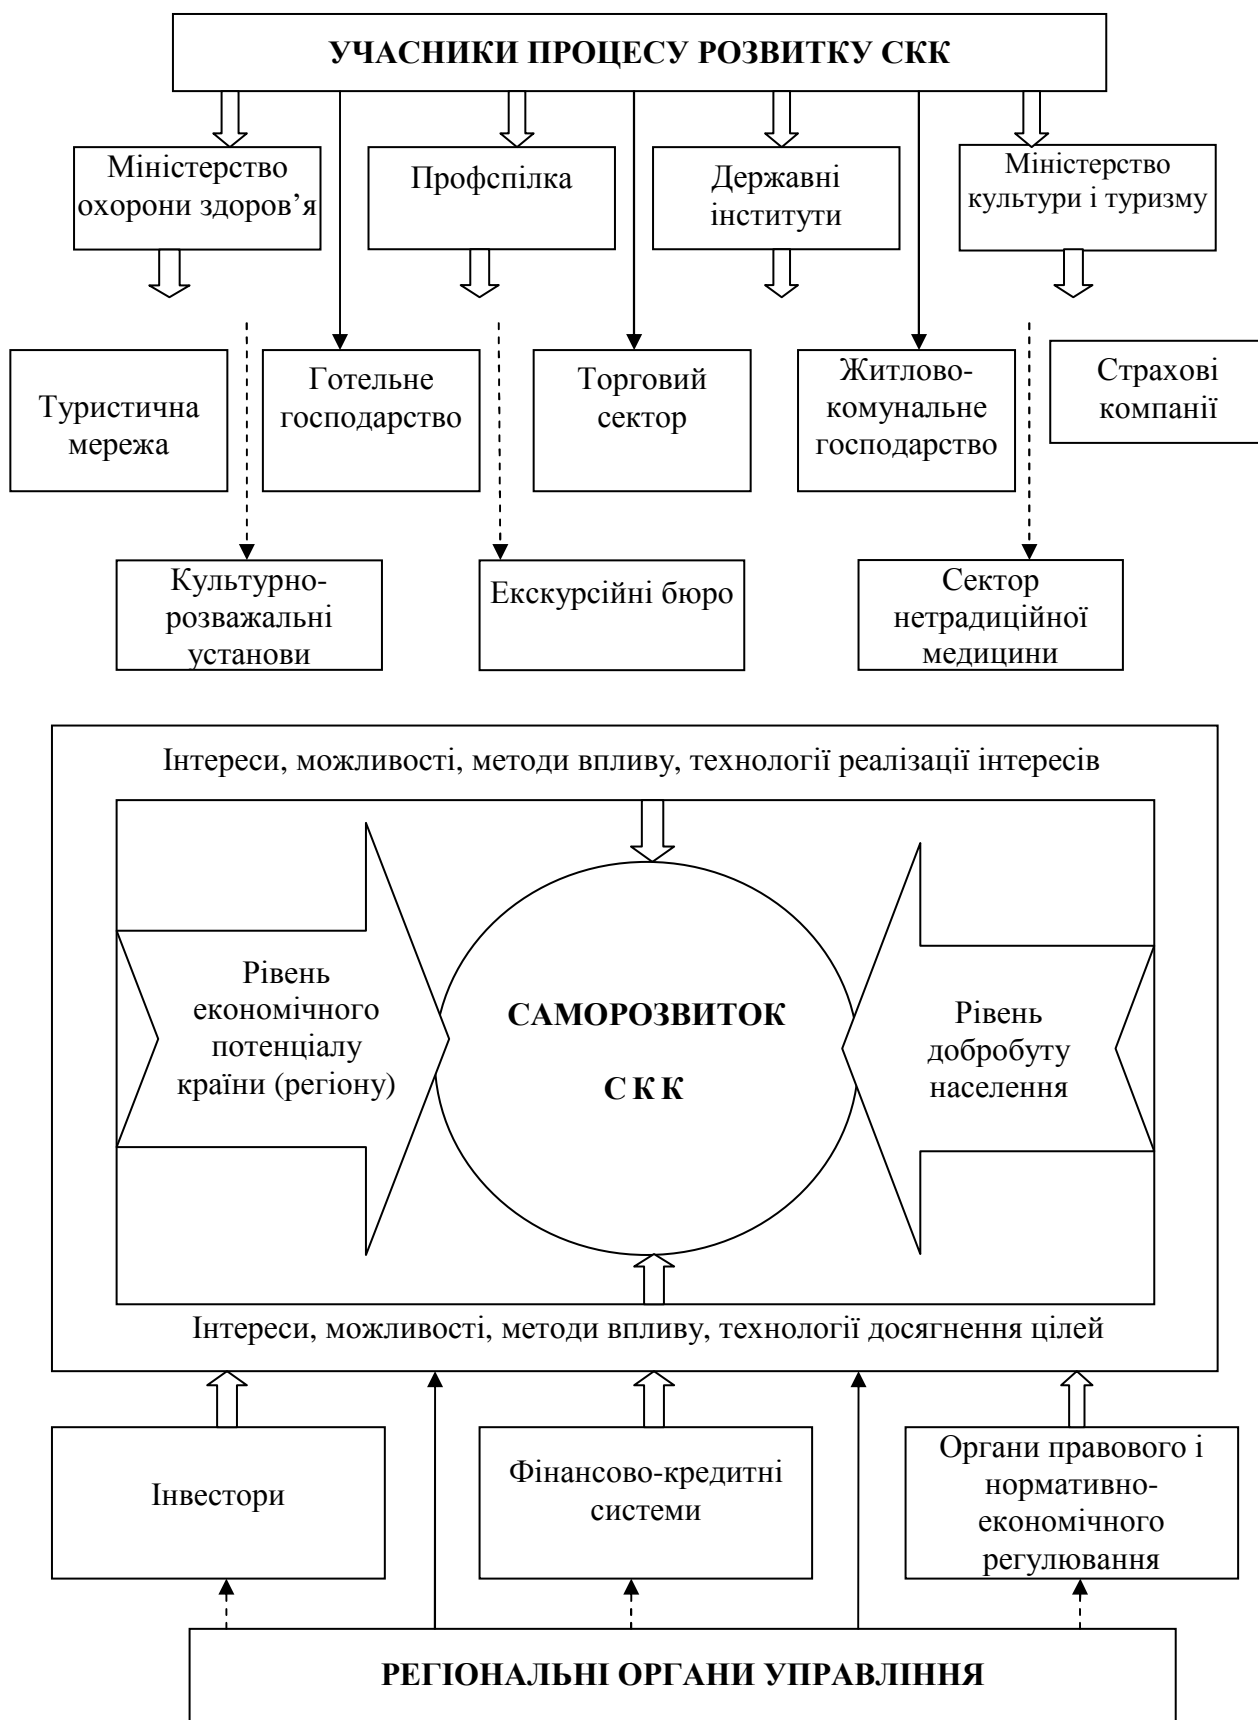 УЧАСНИКИ ПРОЦЕСУ РОЗВИТКУ СКК
Міністерство
охорони здоров’я
Профспілка
Державні
інститути
Міністерство
культури і туризму
Туристична
мережа
Готельне
господарство
Торговий
сектор
Житлово-
комунальне
господарство
Страхові
компанії
Культурно-
розважальні
установи
Екскурсійні бюро
Сектор
нетрадиційної
медицини
Інтереси, можливості, методи впливу, технології реалізації інтересів
Рівень
економічного
потенціалу
країни (регіону)
САМОРОЗВИТОК
С К К
Рівень
добробуту
населення
Інтереси, можливості, методи впливу, технології досягнення цілей
Інвестори
Фінансово-кредитні
системи
Органи правового і
нормативно-
економічного
регулювання
РЕГІОНАЛЬНІ ОРГАНИ УПРАВЛІННЯ